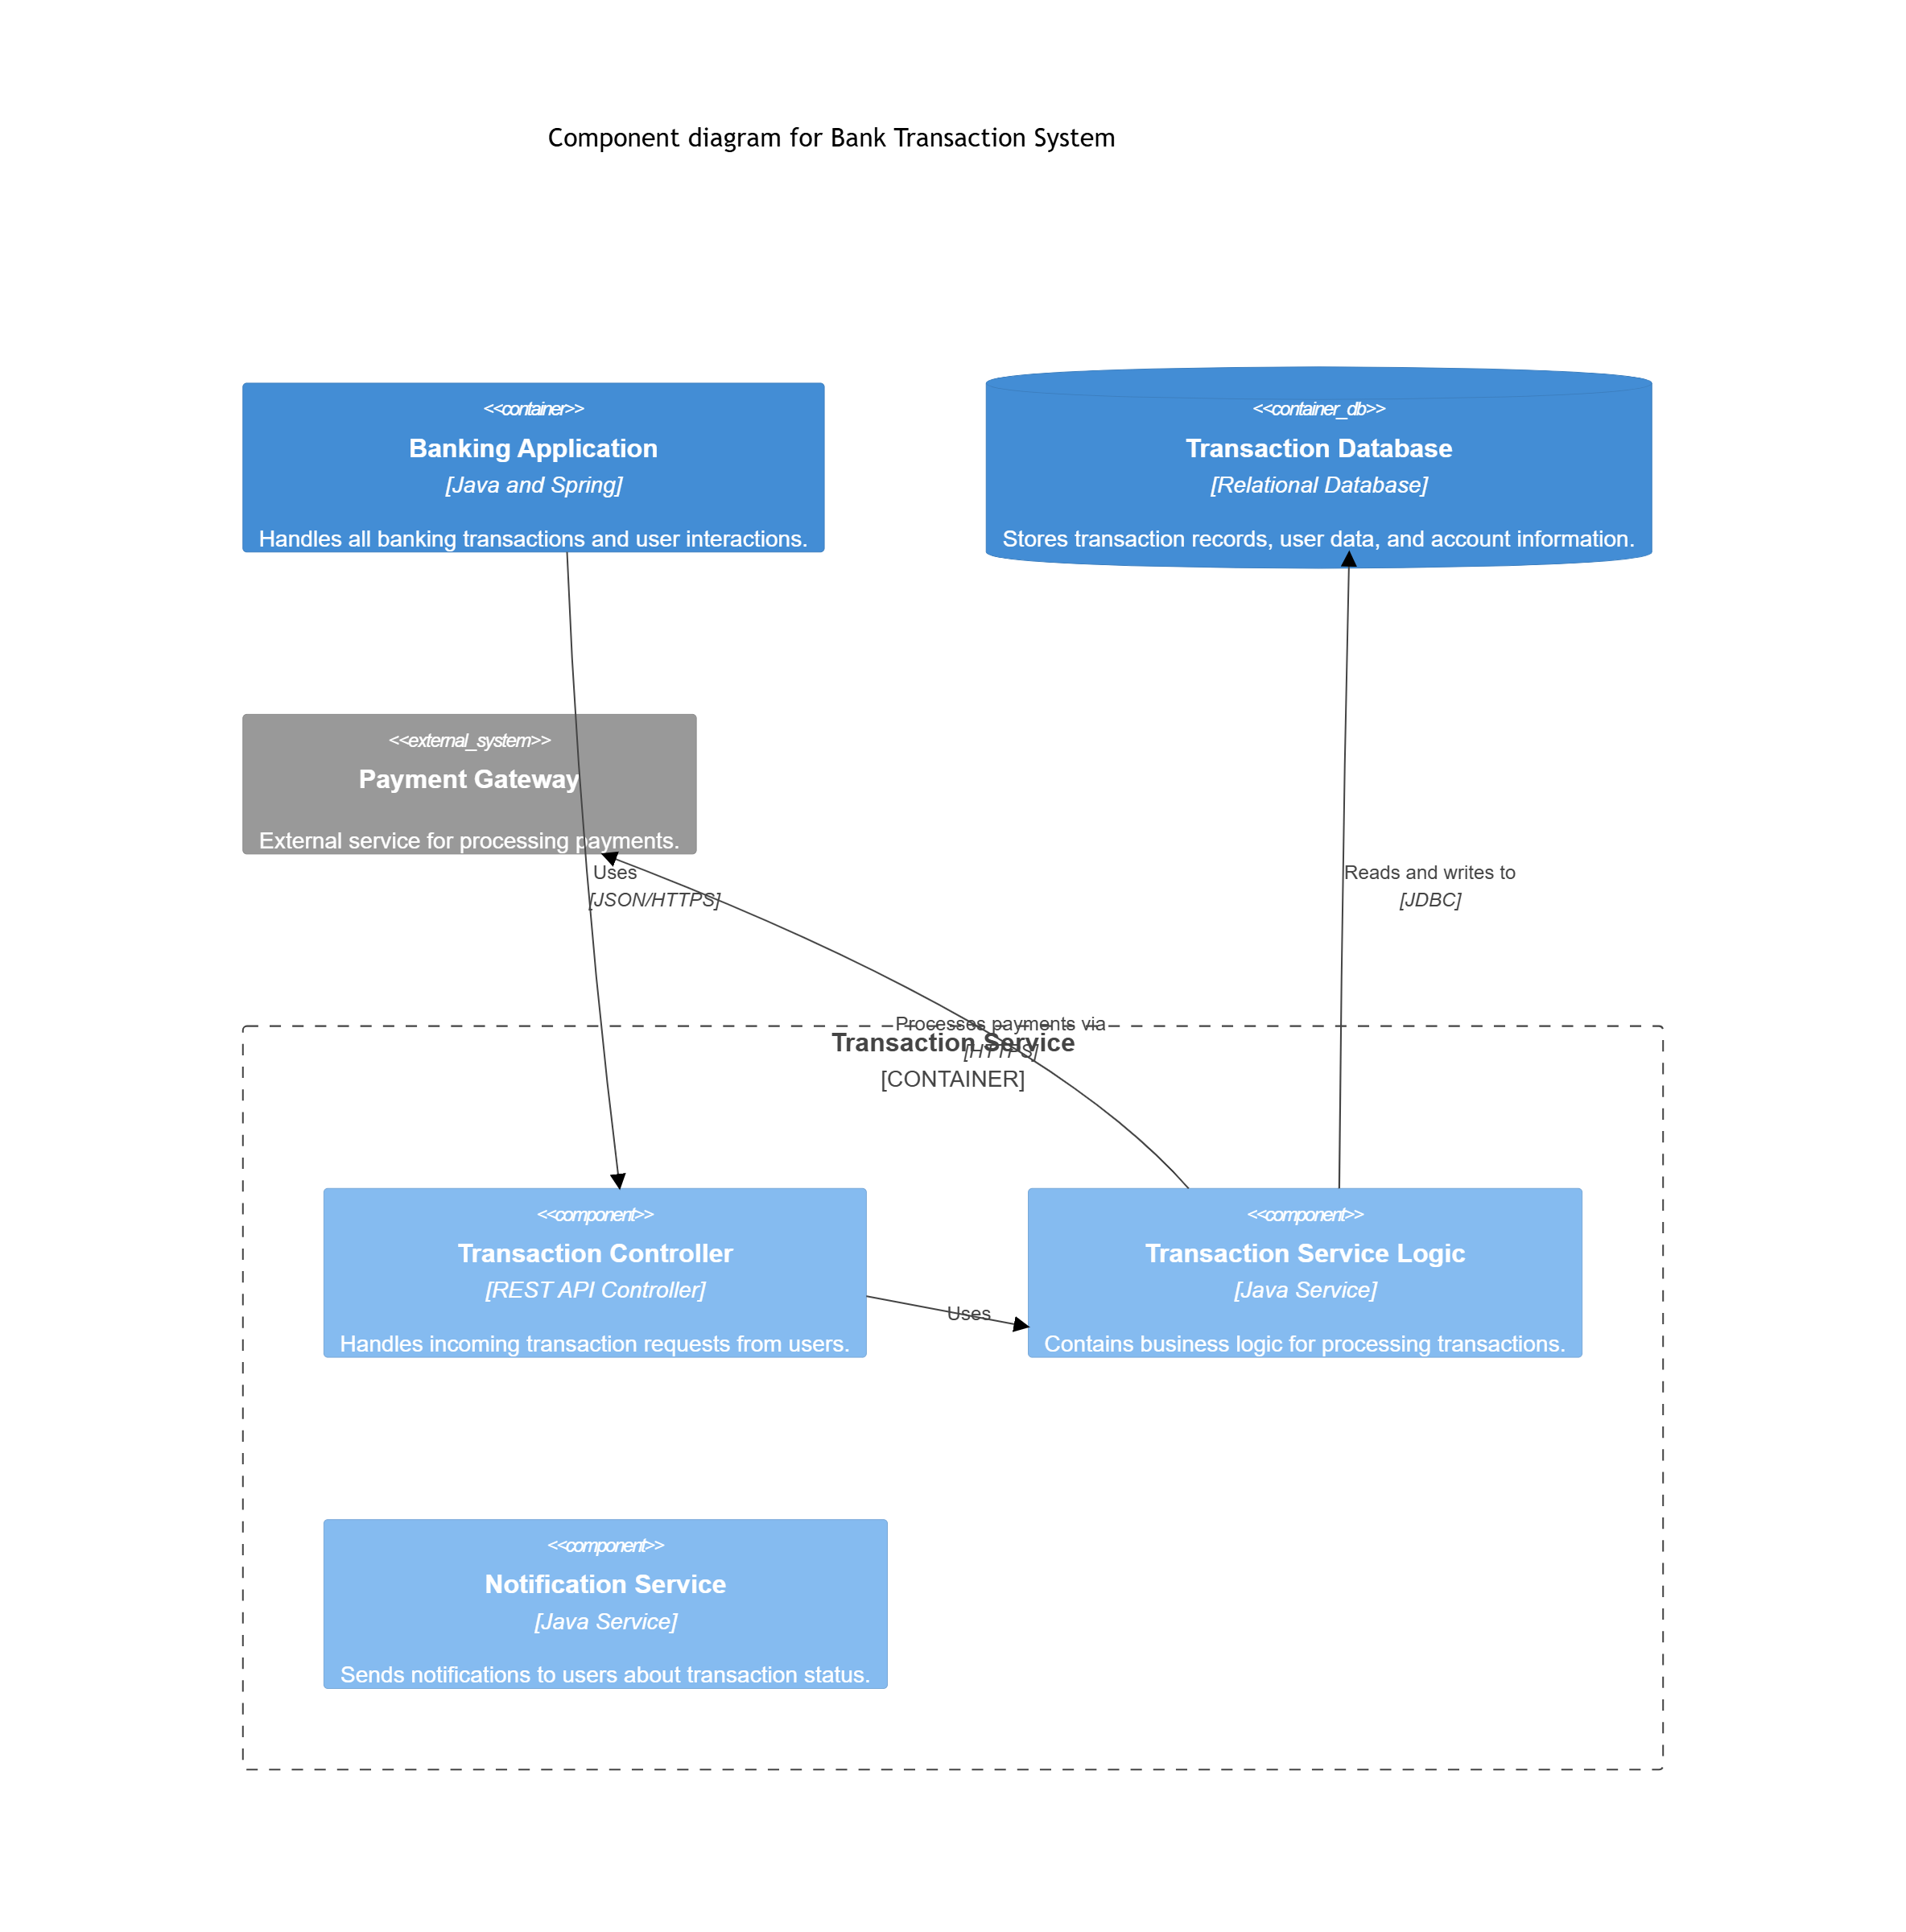 Component diagram for Bank Transaction System
<<container>>
Banking Application
[Java and Spring]
Handles all banking transactions and user interactions.
<<container_db>>
Transaction Database
[Relational Database]
Stores transaction records, user data, and account information.
<<external_system>>
Payment Gateway
External service for processing payments.
Uses
[JSON/HTTPS]
Reads and writes to
[JDBC]
Processes payments via
[HTTPS]
Transaction Service
[CONTAINER]
<<component>>
Transaction Controller
[REST API Controller]
Handles incoming transaction requests from users.
Uses
<<component>>
Transaction Service Logic
[Java Service]
Contains business logic for processing transactions.
<<component>>
Notification Service
[Java Service]
Sends notifications to users about transaction status.